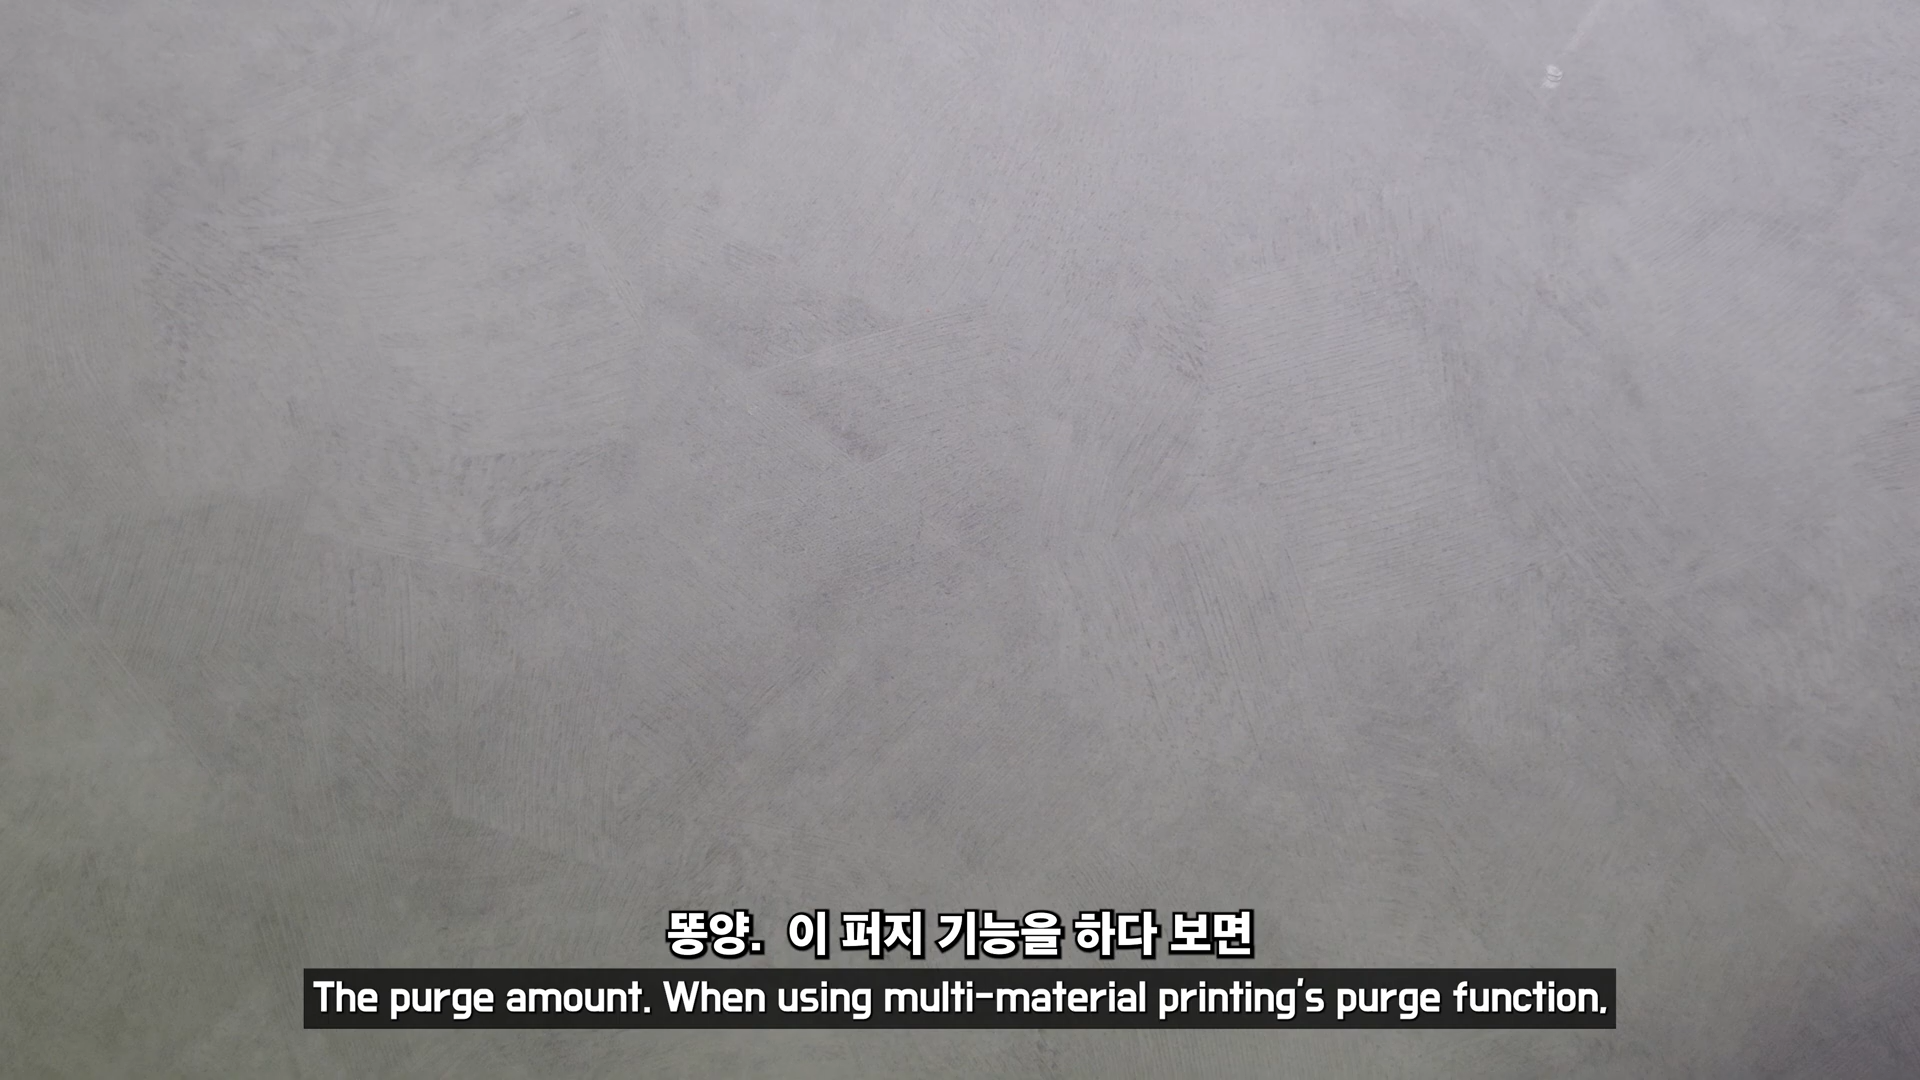 똥양. 이 퍼지 기능을 하다 보면
The purge amount. When using multi-material printing's purge function,